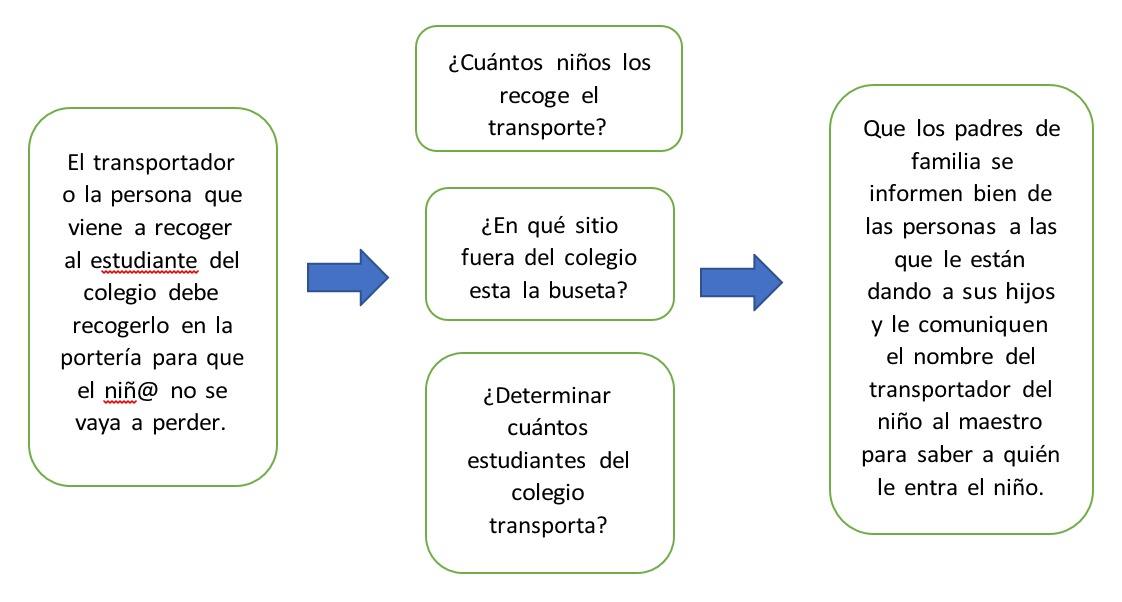 El transportador
o la persona que
viene a recoger
al estudiante del
colegio debe
recogerlo en la
portería para que
el niñ@ no se
vaya a perder.
¿Cuántos niños los
recoge el
transporte?
¿En qué sitio
fuera del colegio
esta la buseta?
¿Determinar
cuántos
estudiantes del
colegio
transporta?
Que los padres de
familia se
informen bien de
las personas a las
que le están
dando a sus hijos
y le comuniquen
el nombre del
transportador del
niño al maestro
para saber a quién
le entra el niño.